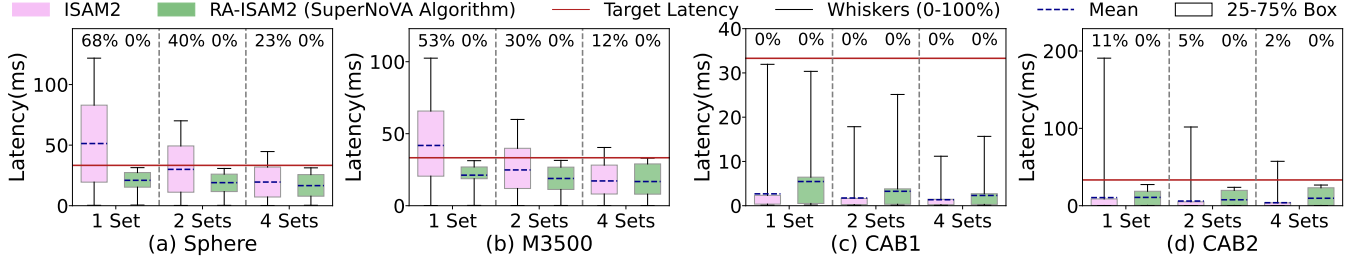 ISAM2 RA-ISAM2 (SuperNoVA Algorithm) Target Latency Whiskers (0-100%) Mean 25-75% Box
Latency(ms)
68% 0% 40% 0% 23% 0%
100
50
0
1 Set 2 Sets 4 Sets
(a) Sphere
Latency(ms)
53% 0% 30% 0% 12% 0%
100
50
0
1 Set 2 Sets 4 Sets
(b) M3500
Latency(ms)
40
0% 0% 0% 0% 0% 0%
30
20
10
0
1 Set 2 Sets 4 Sets
(c) CAB1
Latency(ms)
11% 0% 5% 0% 2% 0%
200
100
0
1 Set 2 Sets 4 Sets
(d) CAB2